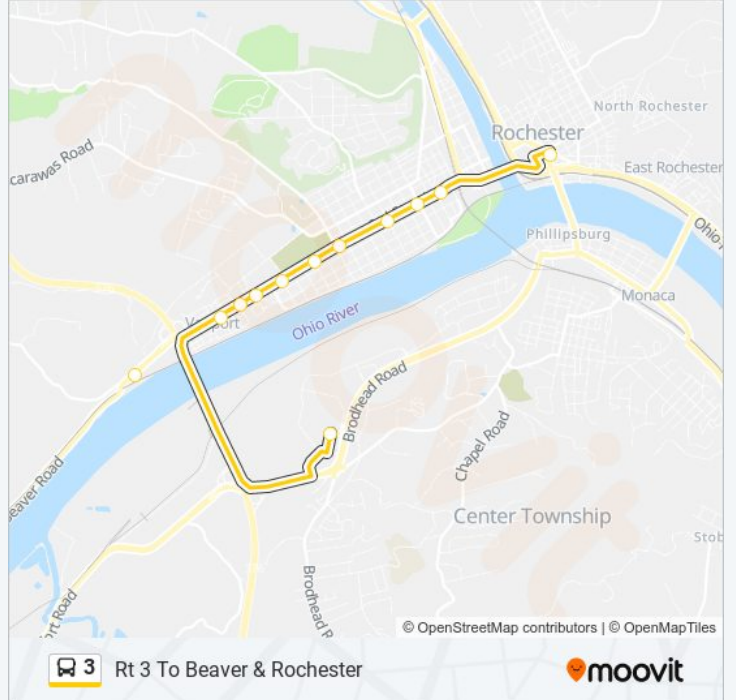 North Rochester
Rochester
carawas Road
East Rochester
Ohio-
Phillipsburg
Monaca
port
Ohio River
Brodhead Road
Chapel Road
Beaver Road
Center Township
Stob
Brodhead R
ort Road
© OpenStreetMap contributors | © OpenMapTiles
3 Rt 3 To Beaver & Rochester
moovit